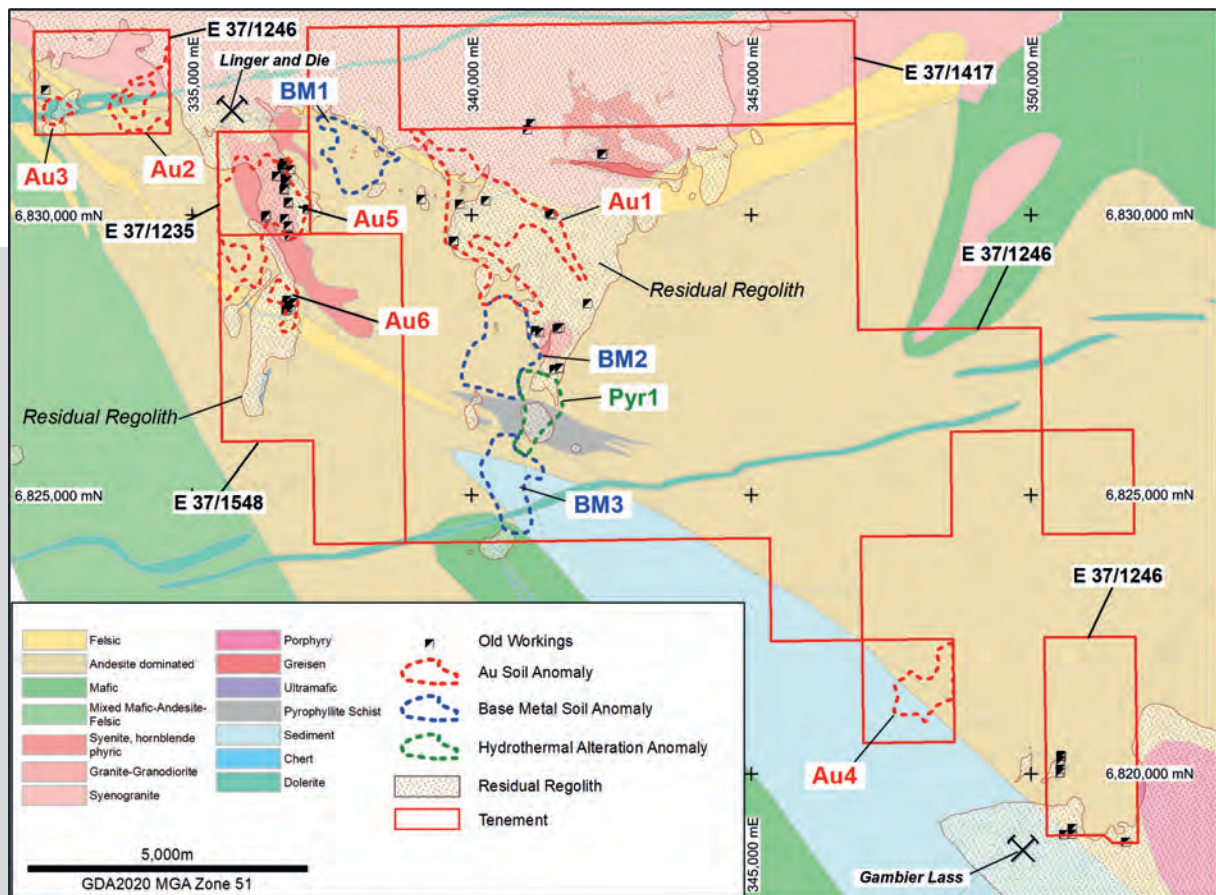 E 37/1246
335,000 mE
340,000 mE
345,000 mE
350,000 mE
Linger and Die
BM1
E 37/1417
Au3
Au2
6,830,000 mN
Au5
Au1
6,830,000 mN
E 37/1235
E 37/1246
Residual Regolith
Au6
BM2
Pyr1
Residual Regolith
6,825,000 mN
E 37/1548
BM3
6,825,000 mN
E 37/1246
Au4
6,820,000 mN
345,000 mE
Gambier Lass
Felsic
Andesite dominated
Mafic
Mixed Mafic-Andesite-
Felsic
Syenite, hornblende
phyric
Granite-Granodiorite
Syenogranite
Porphyry
Greisen
Ultramafic
Pyrophyllite Schist
Sediment
Chert
Dolerite
Old Workings
Au Soil Anomaly
Base Metal Soil Anomaly
Hydrothermal Alteration Anomaly
Residual Regolith
Tenement
5,000m
GDA2020 MGA Zone 51